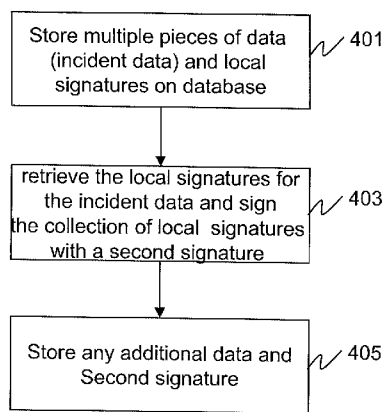 Store multiple pieces of data
(incident data) and local
signatures on database
401
retrieve the local signatures for
the incident data and sign
the collection of local signatures
with a second signature
403
Store any additional data and
Second signature
405